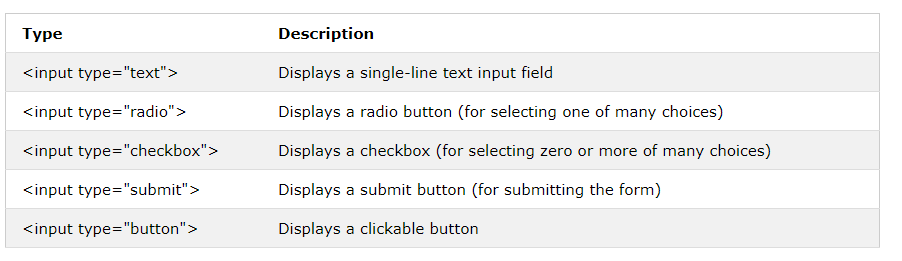 Type Description
<input type="text"> Displays a single-line text input field
<input type="radio"> Displays a radio button (for selecting one of many choices)
<input type="checkbox"> Displays a checkbox (for selecting zero or more of many choices)
<input type="submit"> Displays a submit button (for submitting the form)
<input type="button"> Displays a clickable button